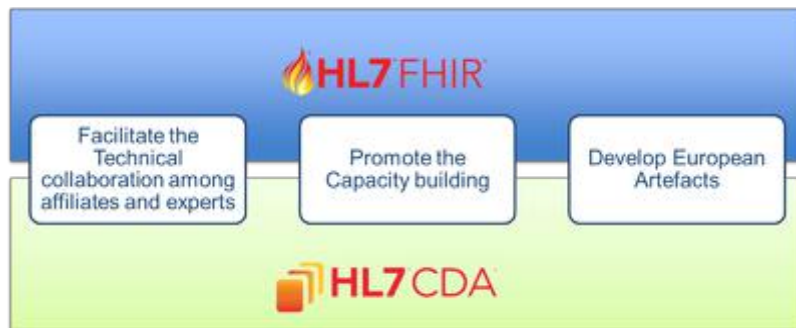 HL7 FHIR
Facilitate the
Technical
collaboration among
affiliates and experts
Promote the
Capacity building
Develop European
Artefacts
HL7 CDA